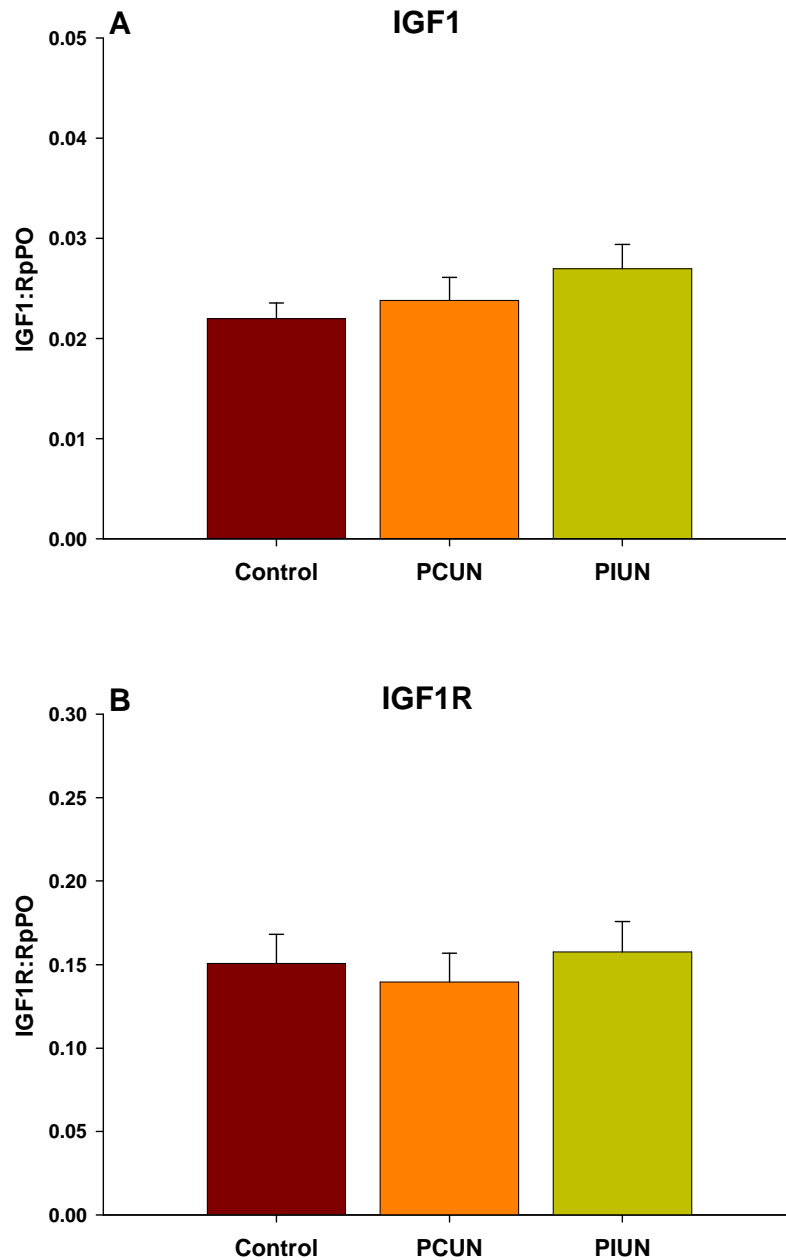 A
IGF1
0.05
0.04
0.03
0.02
0.01
0.00
IGF1:RpPO
Control PCUN PIUN
B
IGF1R
0.30
0.25
0.20
0.15
0.10
0.05
0.00
IGF1R:RpPO
Control PCUN PIUN